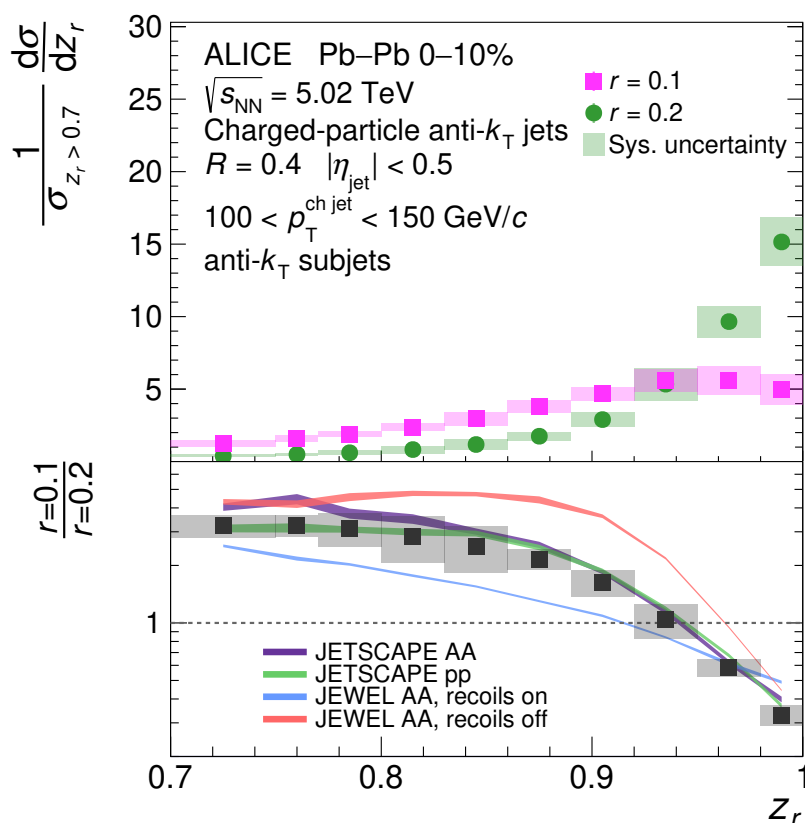 1
σ z_r > 0.7
dσ
dz_r
30
25
20
15
10
5
ALICE Pb–Pb 0–10%
√s_NN = 5.02 TeV
Charged-particle anti-k_T jets
R = 0.4 |η_jet| < 0.5
100 < p_T^ch jet < 150 GeV/c
anti-k_T subjets
r = 0.1
r = 0.2
Sys. uncertainty
r=0.1
r=0.2
1
JETSCAPE AA
JETSCAPE pp
JEWEL AA, recoils on
JEWEL AA, recoils off
0.7 0.8 0.9 1
z_r